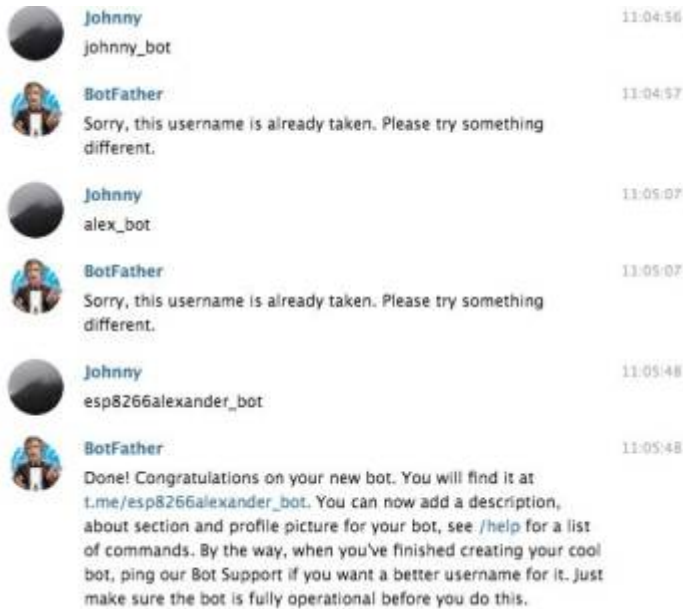 Johnny 11:04:56
johnny_bot
BotFather 11:04:57
Sorry, this username is already taken. Please try something
different.
Johnny 11:05:07
alex_bot
BotFather 11:05:07
Sorry, this username is already taken. Please try something
different.
Johnny 11:05:48
esp8266alexander_bot
BotFather 11:05:48
Done! Congratulations on your new bot. You will find it at
t.me/esp8266alexander_bot. You can now add a description,
about section and profile picture for your bot, see /help for a list
of commands. By the way, when you've finished creating your cool
bot, ping our Bot Support if you want a better username for it. Just
make sure the bot is fully operational before you do this.